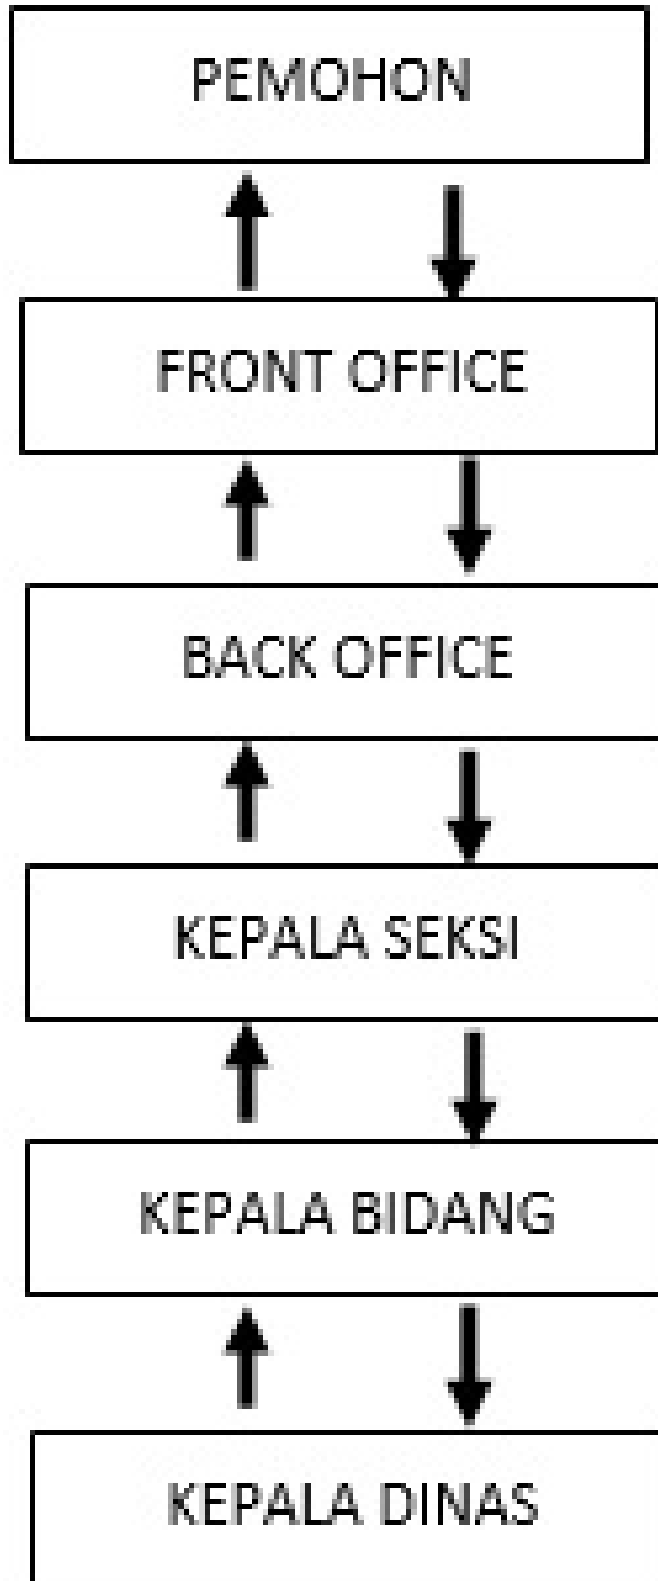 PEMOHON
FRONT OFFICE
BACK OFFICE
KEPALA SEKSI
KEPALA BIDANG
KEPALA DINAS